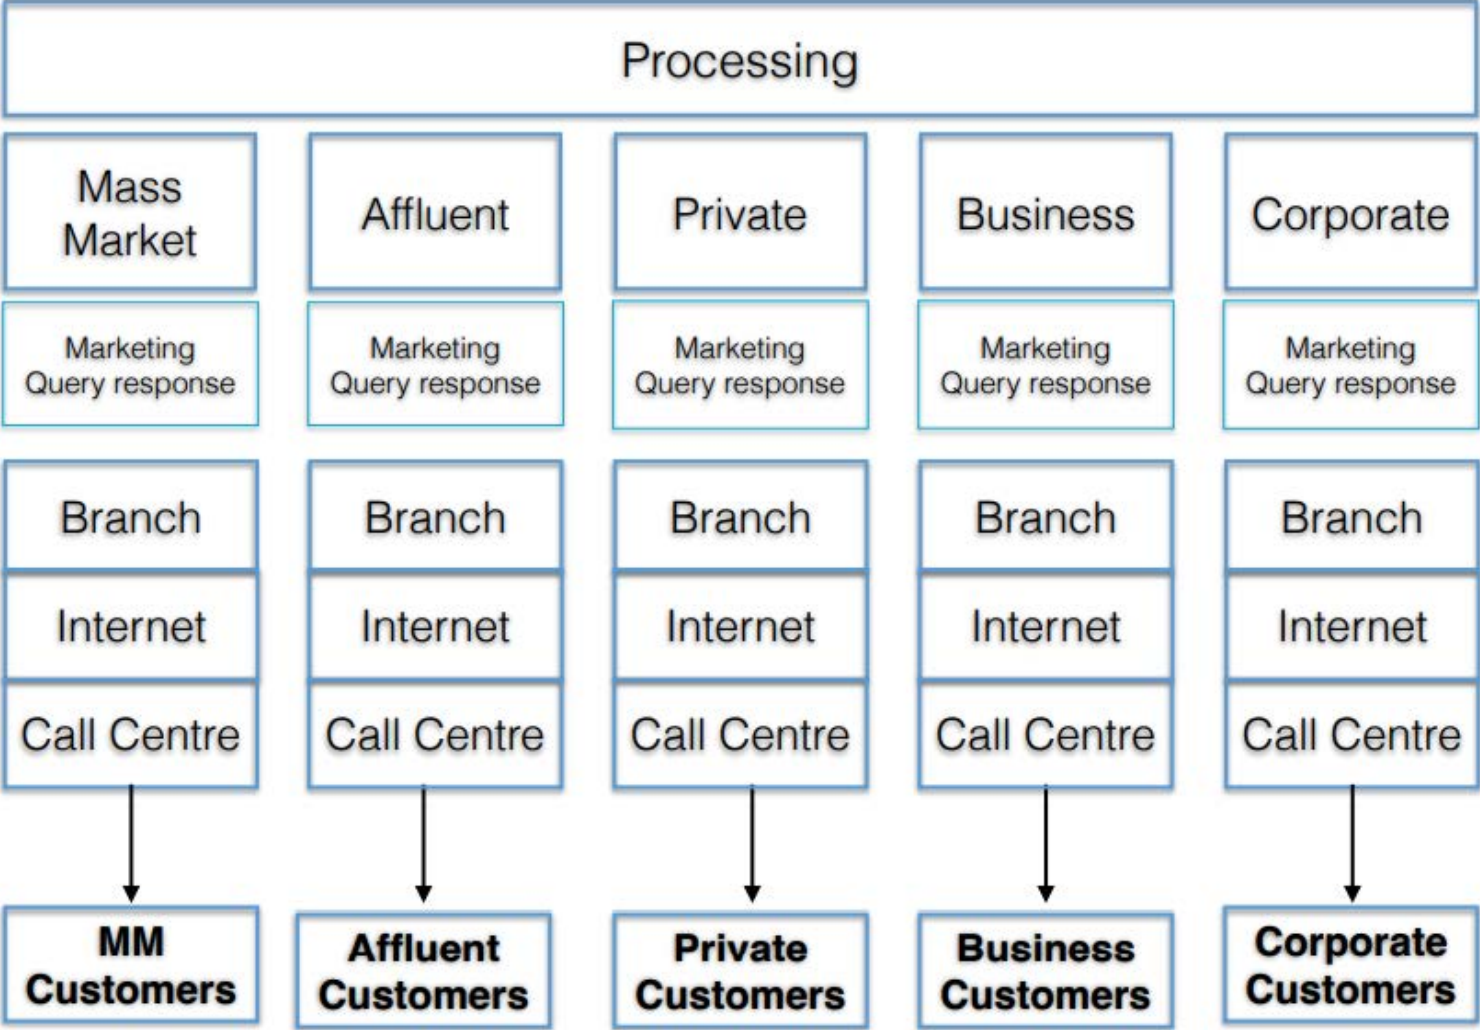 Processing
Mass
Market
Affluent
Private
Business
Corporate
Marketing
Query response
Marketing
Query response
Marketing
Query response
Marketing
Query response
Marketing
Query response
Branch
Branch
Branch
Branch
Branch
Internet
Internet
Internet
Internet
Internet
Call Centre
Call Centre
Call Centre
Call Centre
Call Centre
MM
Customers
Affluent
Customers
Private
Customers
Business
Customers
Corporate
Customers